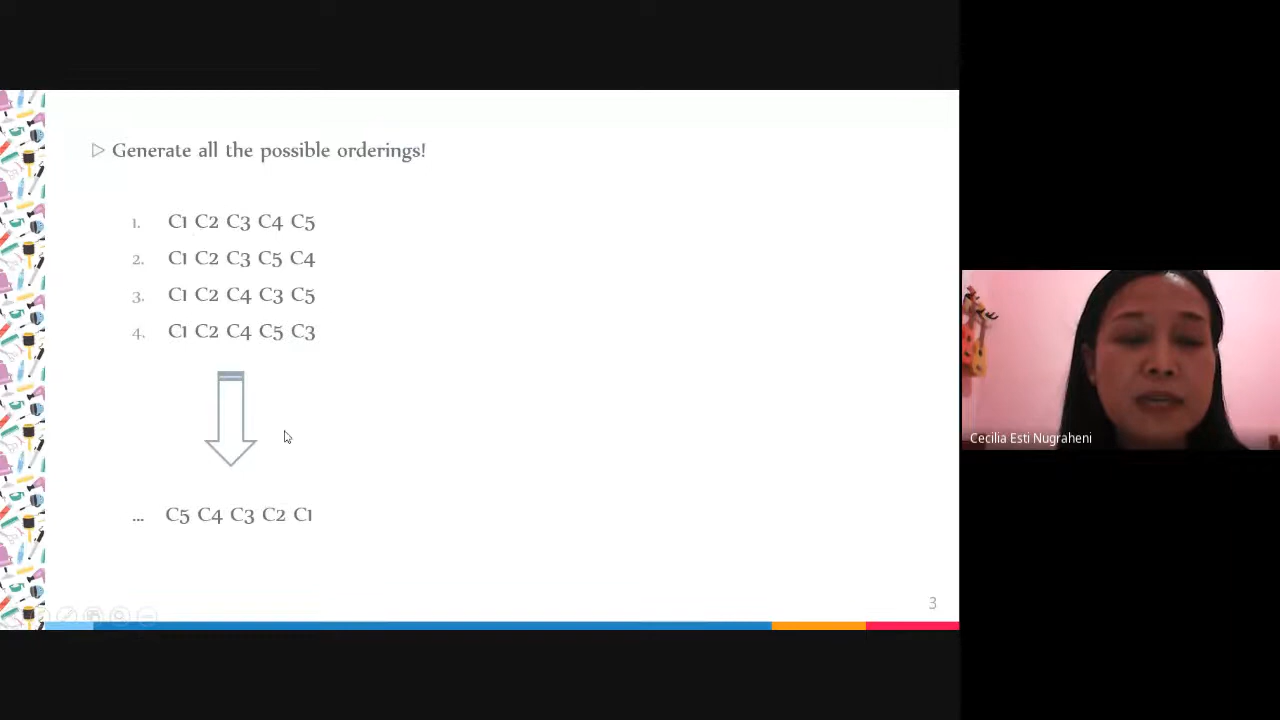 Generate all the possible orderings!
1. C1 C2 C3 C4 C5
2. C1 C2 C3 C5 C4
3. C1 C2 C4 C3 C5
4. C1 C2 C4 C5 C3
... C5 C4 C3 C2 C1
3
Cecilia Esti Nugraheni